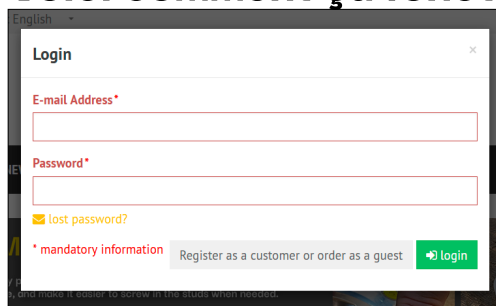 English
Login ×
E-mail Address*
Password*
lost password?
* mandatory information
Register as a customer or order as a guest
login
and make it easier to screw in the studs when needed.